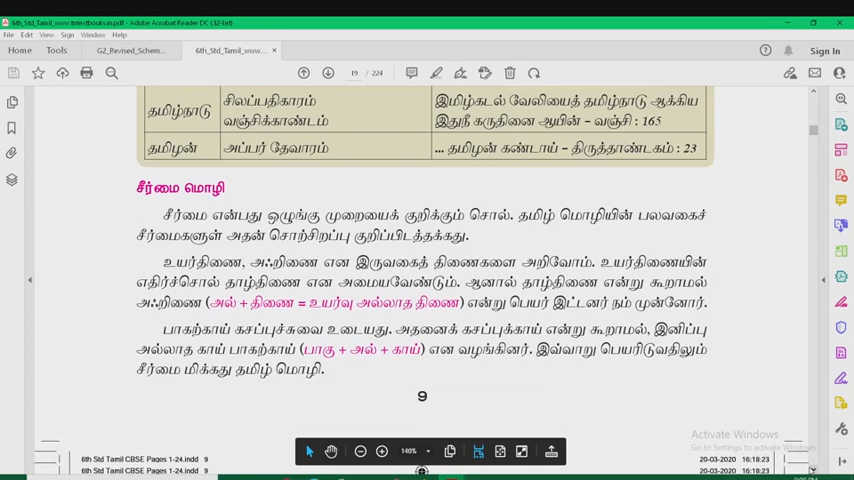 6th_Std_Tamil_www.tntextbooks.in.pdf - Adobe Acrobat Reader DC (32-bit)
File Edit View Sign Window Help
Home Tools G2_Revised_Schem... 6th_Std_Tamil_www.... × Sign In
19 / 224
தமிழ்நாடு சிலப்பதிகாரம் இமிழ்கடல் வேலியைத் தமிழ்நாடு ஆக்கிய
வஞ்சிக்காண்டம் இதுநீ கருதினை ஆயின் – வஞ்சி : 165
தமிழன் அப்பர் தேவாரம் ... தமிழன் கண்டாய் – திருத்தாண்டகம் : 23
சீர்மை மொழி
சீர்மை என்பது ஒழுங்கு முறையைக் குறிக்கும் சொல். தமிழ் மொழியின் பலவகைச்
சீர்மைகளுள் அதன் சொற்சிறப்பு குறிப்பிடத்தக்கது.
உயர்திணை, அஃறிணை என இருவகைத் திணைகளை அறிவோம். உயர்திணையின்
எதிர்ச்சொல் தாழ்திணை என அமையவேண்டும். ஆனால் தாழ்திணை என்று கூறாமல்
அஃறிணை (அல் + திணை = உயர்வு அல்லாத திணை) என்று பெயர் இட்டனர் நம் முன்னோர்.
பாகற்காய் கசப்புச்சுவை உடையது. அதனைக் கசப்புக்காய் என்று கூறாமல், இனிப்பு
அல்லாத காய் பாகற்காய் (பாகு + அல் + காய்) என வழங்கினர். இவ்வாறு பெயரிடுவதிலும்
சீர்மை மிக்கது தமிழ் மொழி.
9
Activate Windows
Go to Settings to activate Windows.
140%
6th Std Tamil CBSE Pages 1-24.indd 9 20-03-2020 16:18:23
6th Std Tamil CBSE Pages 1-24.indd 9 20-03-2020 16:18:23